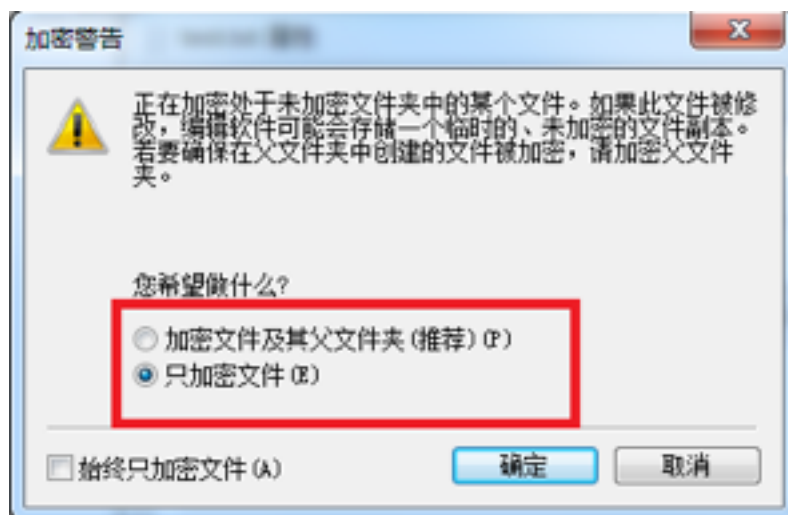 加密警告
正在加密处于未加密文件夹中的某个文件。如果此文件被修
改，编辑软件可能会存储一个临时的、未加密的文件副本。
若要确保在父文件夹中创建的文件被加密，请加密父文件
夹。
您希望做什么?
加密文件及其父文件夹(推荐)(P)
只加密文件(E)
始终只加密文件(A)
确定
取消